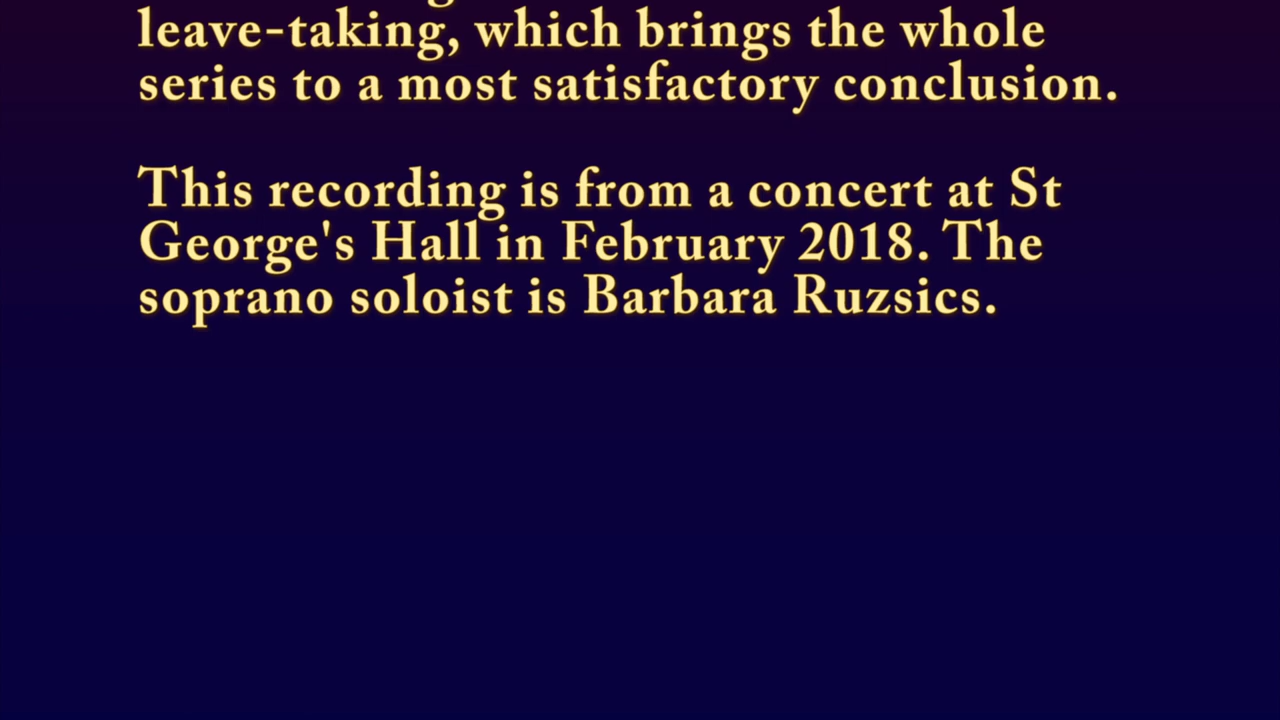 leave-taking, which brings the whole
series to a most satisfactory conclusion.
This recording is from a concert at St
George's Hall in February 2018. The
soprano soloist is Barbara Ruzsics.